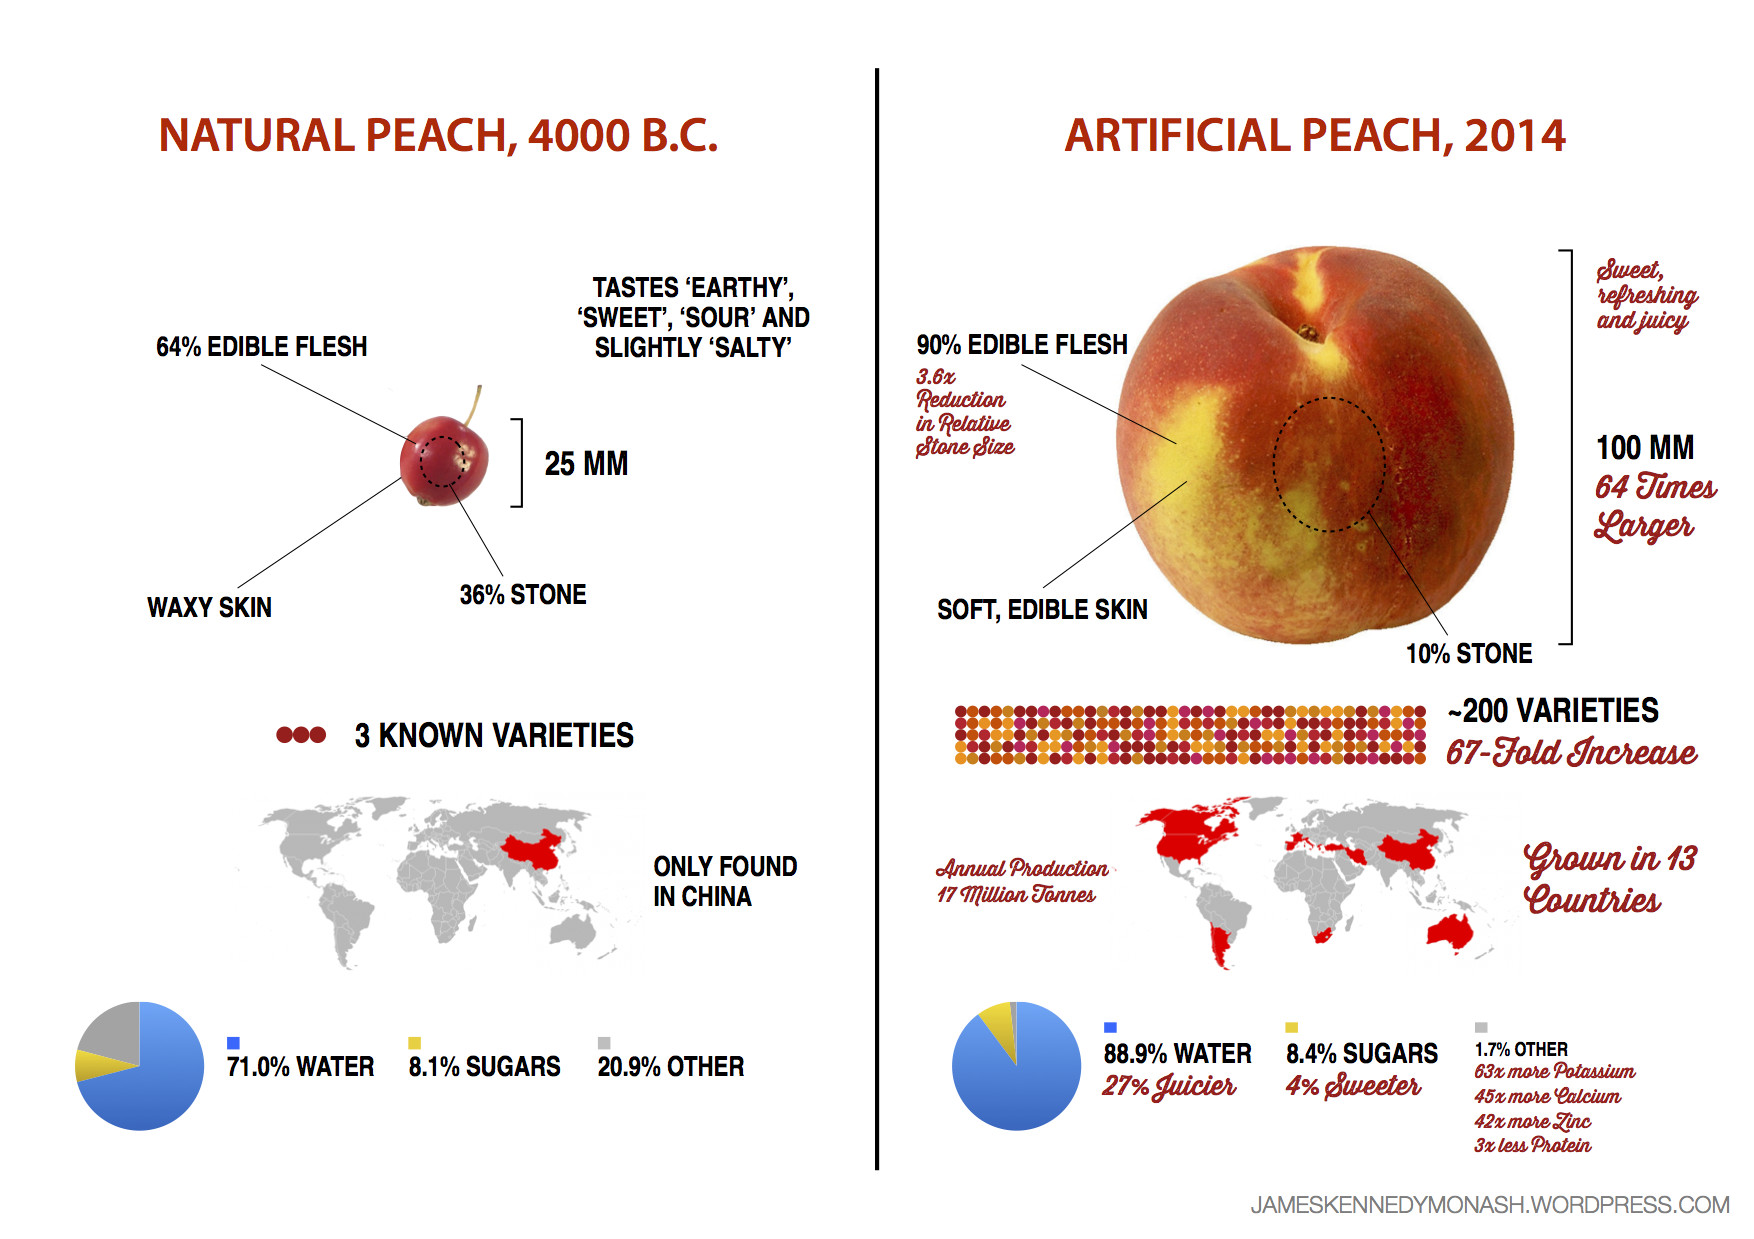 NATURAL PEACH, 4000 B.C.
TASTES ‘EARTHY’,
‘SWEET’, ‘SOUR’ AND
SLIGHTLY ‘SALTY’
64% EDIBLE FLESH
25 MM
WAXY SKIN
36% STONE
3 KNOWN VARIETIES
ONLY FOUND
IN CHINA
71.0% WATER
8.1% SUGARS
20.9% OTHER
ARTIFICIAL PEACH, 2014
Sweet,
refreshing
and juicy
90% EDIBLE FLESH
3.6x
Reduction
in Relative
Stone Size
100 MM
64 Times
Larger
SOFT, EDIBLE SKIN
10% STONE
~200 VARIETIES
67-Fold Increase
Annual Production
17 Million Tonnes
Grown in 13
Countries
88.9% WATER
27% Juicier
8.4% SUGARS
4% Sweeter
1.7% OTHER
63x more Potassium
45x more Calcium
42x more Zinc
3x less Protein
JAMESKENNEDYMONASH.WORDPRESS.COM